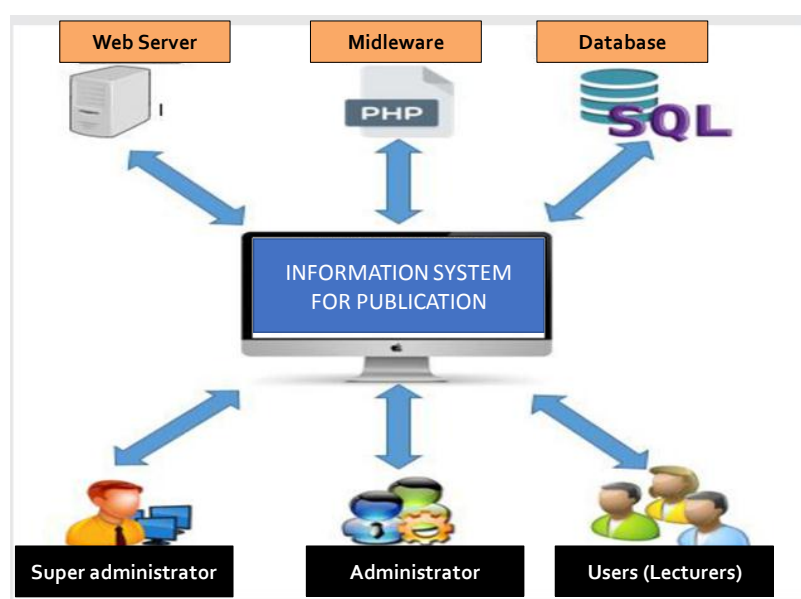 Web Server
Midleware
Database
PHP
SQL
INFORMATION SYSTEM
FOR PUBLICATION
Super administrator
Administrator
Users (Lecturers)